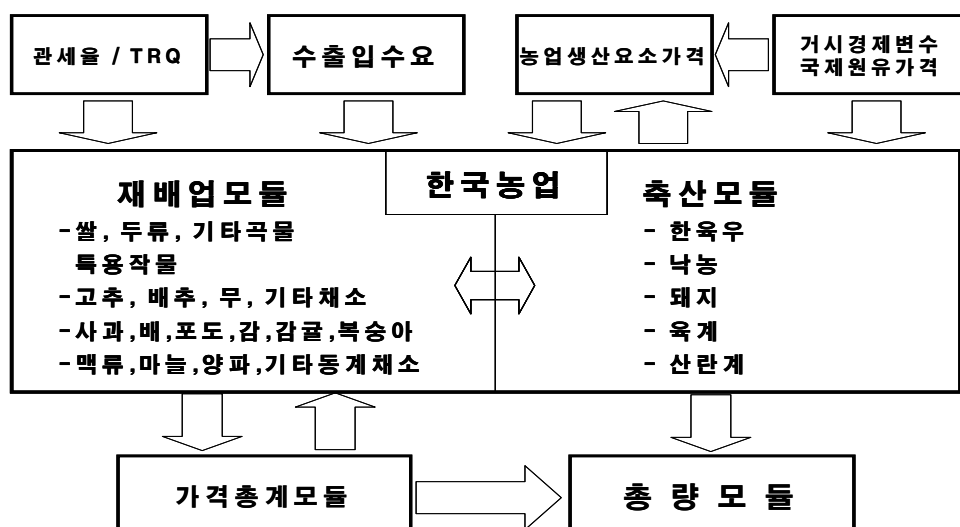 관세율 / TRQ
수출입수요
농업생산요소가격
거시경제변수
국제원유가격
한국농업
재배업모듈
-쌀, 두류, 기타곡물
특용작물
-고추, 배추, 무, 기타채소
-사과,배,포도,감,감귤,복숭아
-맥류,마늘,양파,기타동계채소
축산모듈
- 한육우
- 낙농
- 돼지
- 육계
- 산란계
가격총계모듈
총 량 모 듈